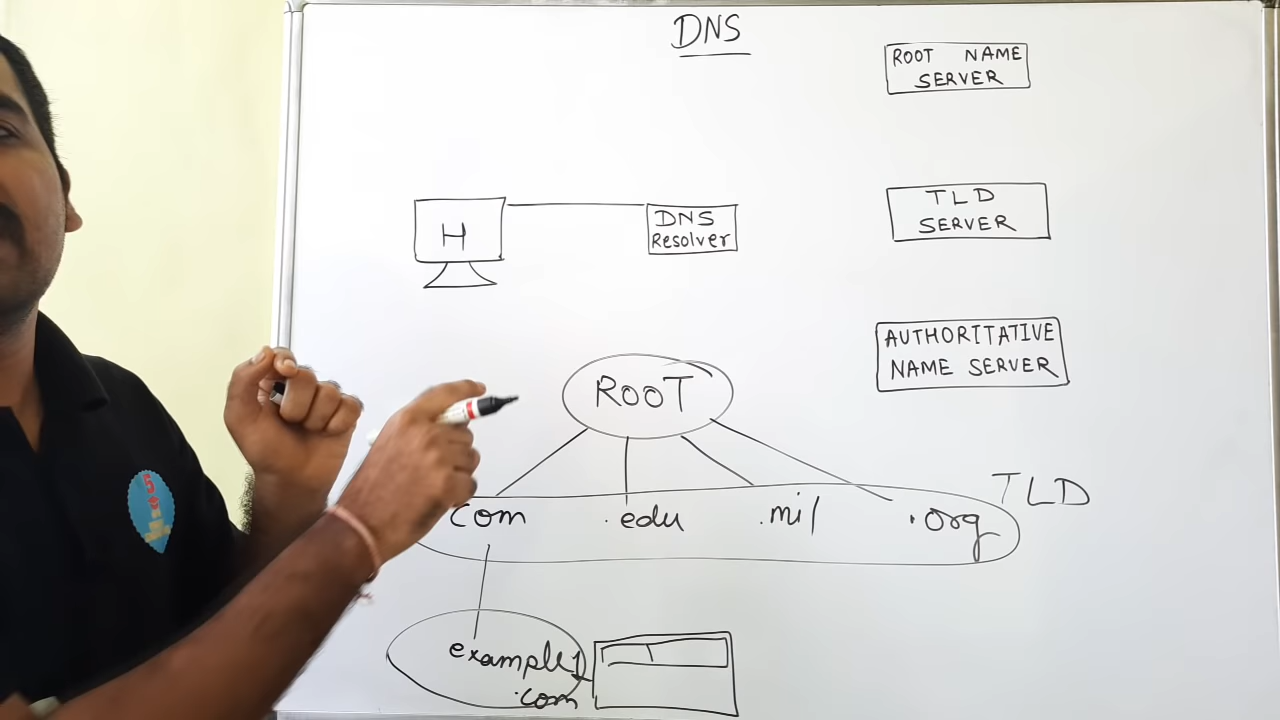 DNS
ROOT NAME
SERVER
TLD
SERVER
H
DNS
Resolver
AUTHORITATIVE
NAME SERVER
ROOT
TLD
com
.edu
.mil
.org
example1
.com
5